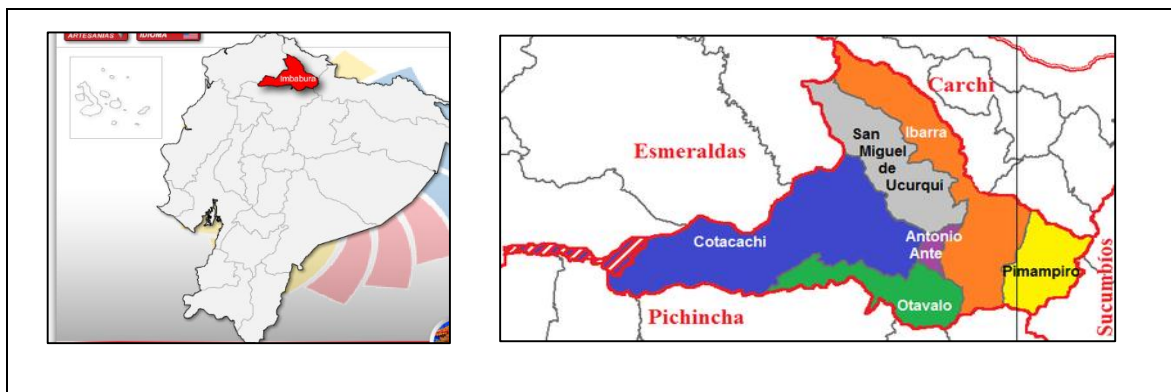 ARTESANIAS
IDIOMA
Imbabura
Carchi
Ibarra
Esmeraldas
San
Miguel
de
Ucurqui
Cotacachi
Antonio
Ante
Pimampiro
Otavalo
Pichincha
Sucumbíos